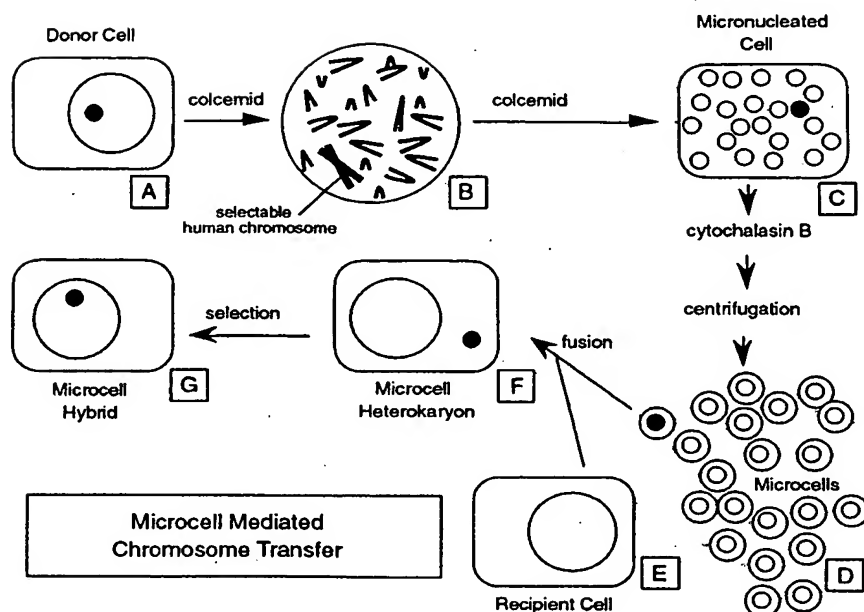 Donor Cell
A
colcemid
B
selectable
human chromosome
colcemid
Micronucleated
Cell
C
cytochalasin B
centrifugation
Microcells
D
Recipient Cell
E
fusion
Microcell
Heterokaryon
F
selection
Microcell
Hybrid
G
Microcell Mediated
Chromosome Transfer